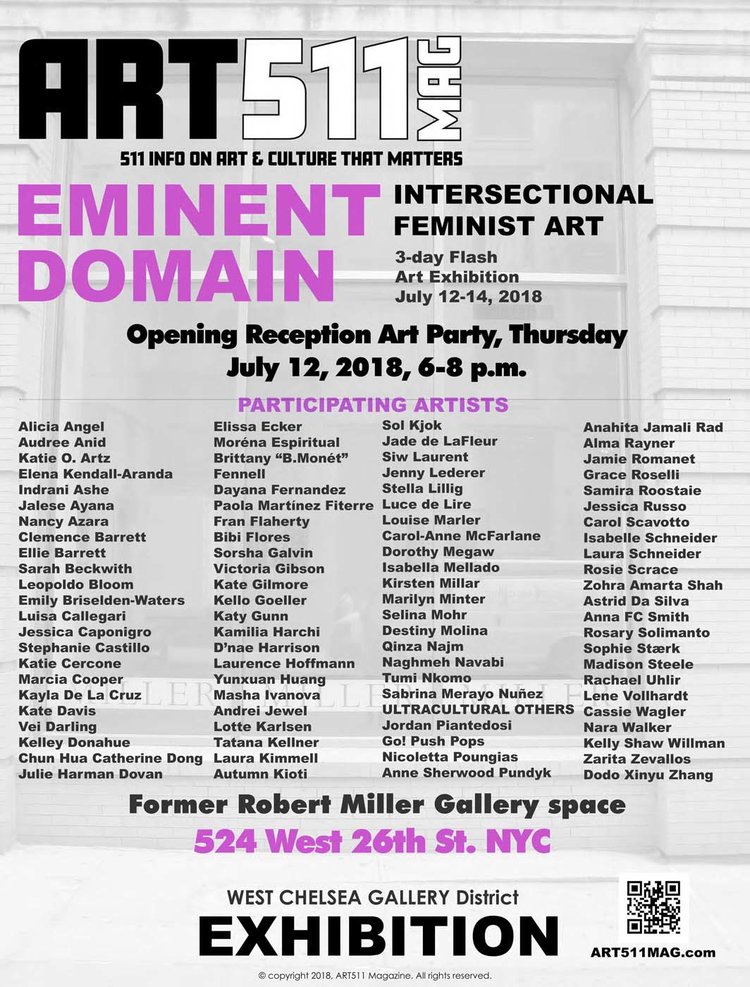 ART511 MAG
511 INFO ON ART & CULTURE THAT MATTERS
EMINENT
DOMAIN
INTERSECTIONAL
FEMINIST ART
3-day Flash
Art Exhibition
July 12-14, 2018
Opening Reception Art Party, Thursday
July 12, 2018, 6-8 p.m.
PARTICIPATING ARTISTS
Alicia Angel
Audree Anid
Katie O. Artz
Elena Kendall-Aranda
Indrani Ashe
Jalese Ayana
Nancy Azara
Clemence Barrett
Ellie Barrett
Sarah Beckwith
Leopoldo Bloom
Emily Briselden-Waters
Luisa Callegari
Jessica Caponigro
Stephanie Castillo
Katie Cercone
Marcia Cooper
Kayla De La Cruz
Kate Davis
Vei Darling
Kelley Donahue
Chun Hua Catherine Dong
Julie Harman Dovan
Elissa Ecker
Moréna Espiritual
Brittany “B.Monét”
Fennell
Dayana Fernandez
Paola Martínez Fiterre
Fran Flaherty
Bibi Flores
Sorsha Galvin
Victoria Gibson
Kate Gilmore
Kello Goeller
Katy Gunn
Kamilia Harchi
D’nae Harrison
Laurence Hoffmann
Yunxuan Huang
Masha Ivanova
Andrei Jewel
Lotte Karlsen
Tatana Kellner
Laura Kimmell
Autumn Kioti
Sol Kjok
Jade de LaFleur
Siw Laurent
Jenny Lederer
Stella Lillig
Luce de Lire
Louise Marler
Carol-Anne McFarlane
Dorothy Megaw
Isabella Mellado
Kirsten Millar
Marilyn Minter
Selina Mohr
Destiny Molina
Qinza Najm
Naghmeh Navabi
Tumi Nkomo
Sabrina Merayo Nuñez
ULTRACULTURAL OTHERS
Jordan Piantedosi
Go! Push Pops
Nicoletta Poungias
Anne Sherwood Pundyk
Anahita Jamali Rad
Alma Rayner
Jamie Romanet
Grace Roselli
Samira Roostaie
Jessica Russo
Carol Scavotto
Isabelle Schneider
Laura Schneider
Rosie Scrace
Zohra Amarta Shah
Astrid Da Silva
Anna FC Smith
Rosary Solimanto
Sophie Stærk
Madison Steele
Rachael Uhlir
Lene Vollhardt
Cassie Wagler
Nara Walker
Kelly Shaw Willman
Zarita Zevallos
Dodo Xinyu Zhang
Former Robert Miller Gallery space
524 West 26th St. NYC
WEST CHELSEA GALLERY District
EXHIBITION
ART511MAG.com
© copyright 2018, ART511 Magazine. All rights reserved.